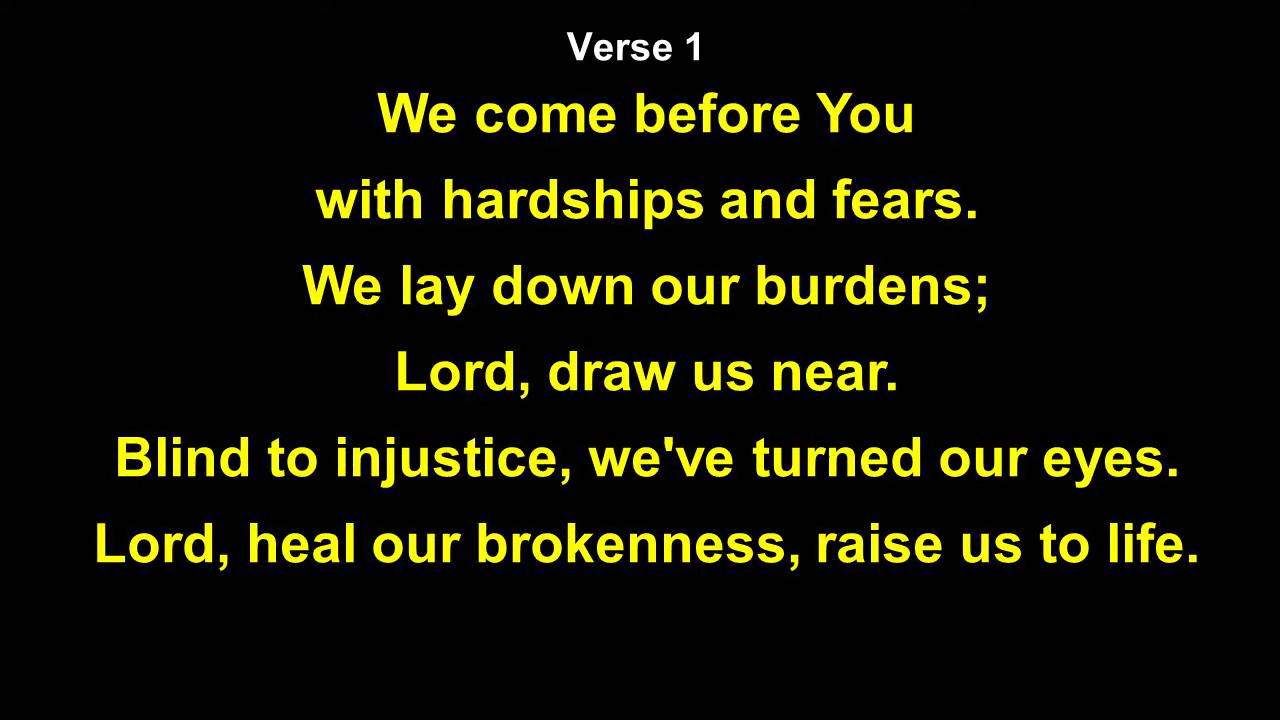 Verse 1
We come before You
with hardships and fears.
We lay down our burdens;
Lord, draw us near.
Blind to injustice, we've turned our eyes.
Lord, heal our brokenness, raise us to life.